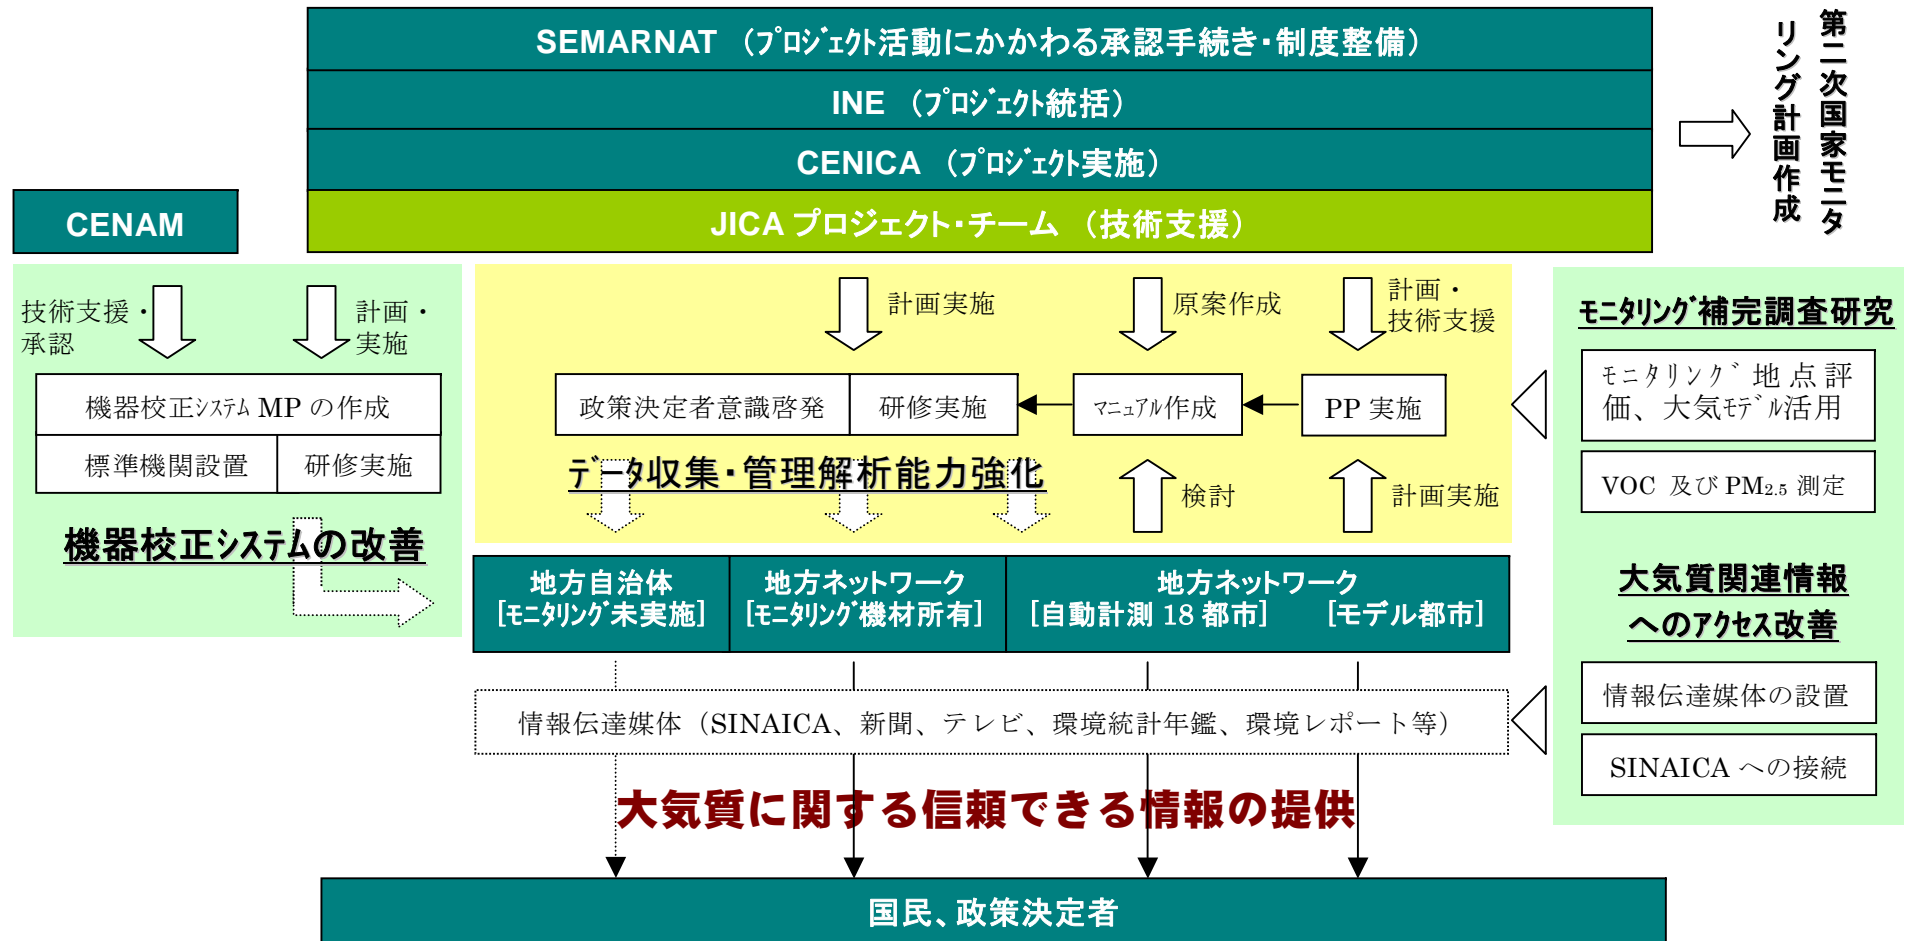 SEMARNAT （ﾌﾟﾛｼﾞｪｸﾄ活動にかかわる承認手続き・制度整備）
INE （ﾌﾟﾛｼﾞｪｸﾄ統括）
CENICA （ﾌﾟﾛｼﾞｪｸﾄ実施）
JICA プロジェクト・チーム （技術支援）
第二次国家モニタ
リング計画作成
CENAM
技術支援・
承認
計画・
実施
機器校正ｼｽﾃﾑ MP の作成
標準機関設置
研修実施
機器校正ｼｽﾃﾑの改善
計画実施
原案作成
計画・
技術支援
政策決定者意識啓発
研修実施
ﾏﾆｭｱﾙ作成
PP 実施
ﾃﾞｰﾀ収集・管理解析能力強化
検討
計画実施
ﾓﾆﾀﾘﾝｸﾞ補完調査研究
ﾓﾆﾀﾘﾝｸﾞ地点評
価、大気ﾓﾃﾞﾙ活用
VOC 及び PM₂.₅ 測定
大気質関連情報
へのｱｸｾｽ改善
情報伝達媒体の設置
SINAICA への接続
地方自治体
[ﾓﾆﾀﾘﾝｸﾞ未実施]
地方ネットワーク
[ﾓﾆﾀﾘﾝｸﾞ機材所有]
地方ネットワーク
[自動計測 18 都市] [モデル都市]
情報伝達媒体（SINAICA、新聞、テレビ、環境統計年鑑、環境レポート等）
大気質に関する信頼できる情報の提供
国民、政策決定者